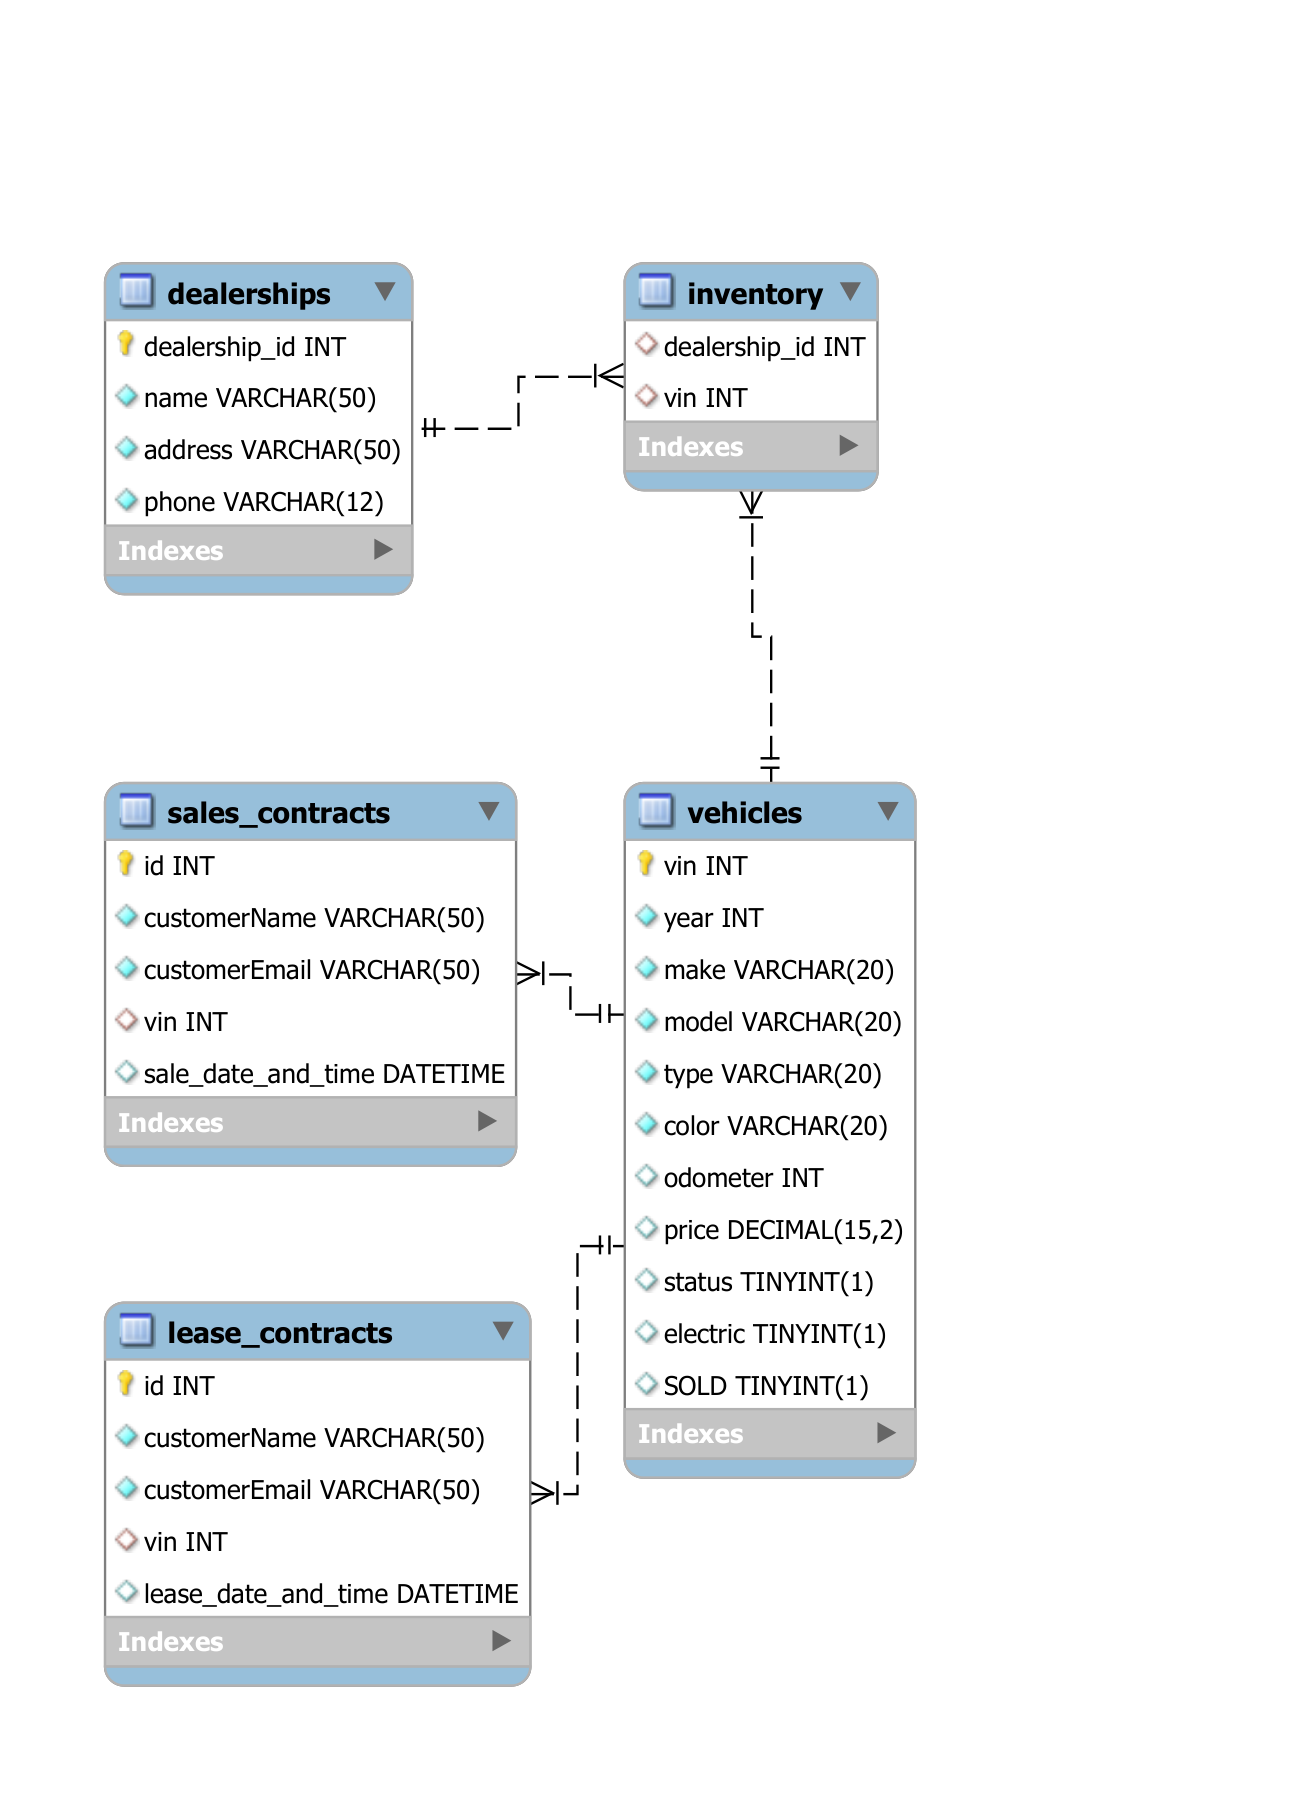 dealerships
dealership_id INT
name VARCHAR(50)
address VARCHAR(50)
phone VARCHAR(12)
Indexes
inventory
dealership_id INT
vin INT
Indexes
sales_contracts
id INT
customerName VARCHAR(50)
customerEmail VARCHAR(50)
vin INT
sale_date_and_time DATETIME
Indexes
vehicles
vin INT
year INT
make VARCHAR(20)
model VARCHAR(20)
type VARCHAR(20)
color VARCHAR(20)
odometer INT
price DECIMAL(15,2)
status TINYINT(1)
electric TINYINT(1)
SOLD TINYINT(1)
Indexes
lease_contracts
id INT
customerName VARCHAR(50)
customerEmail VARCHAR(50)
vin INT
lease_date_and_time DATETIME
Indexes